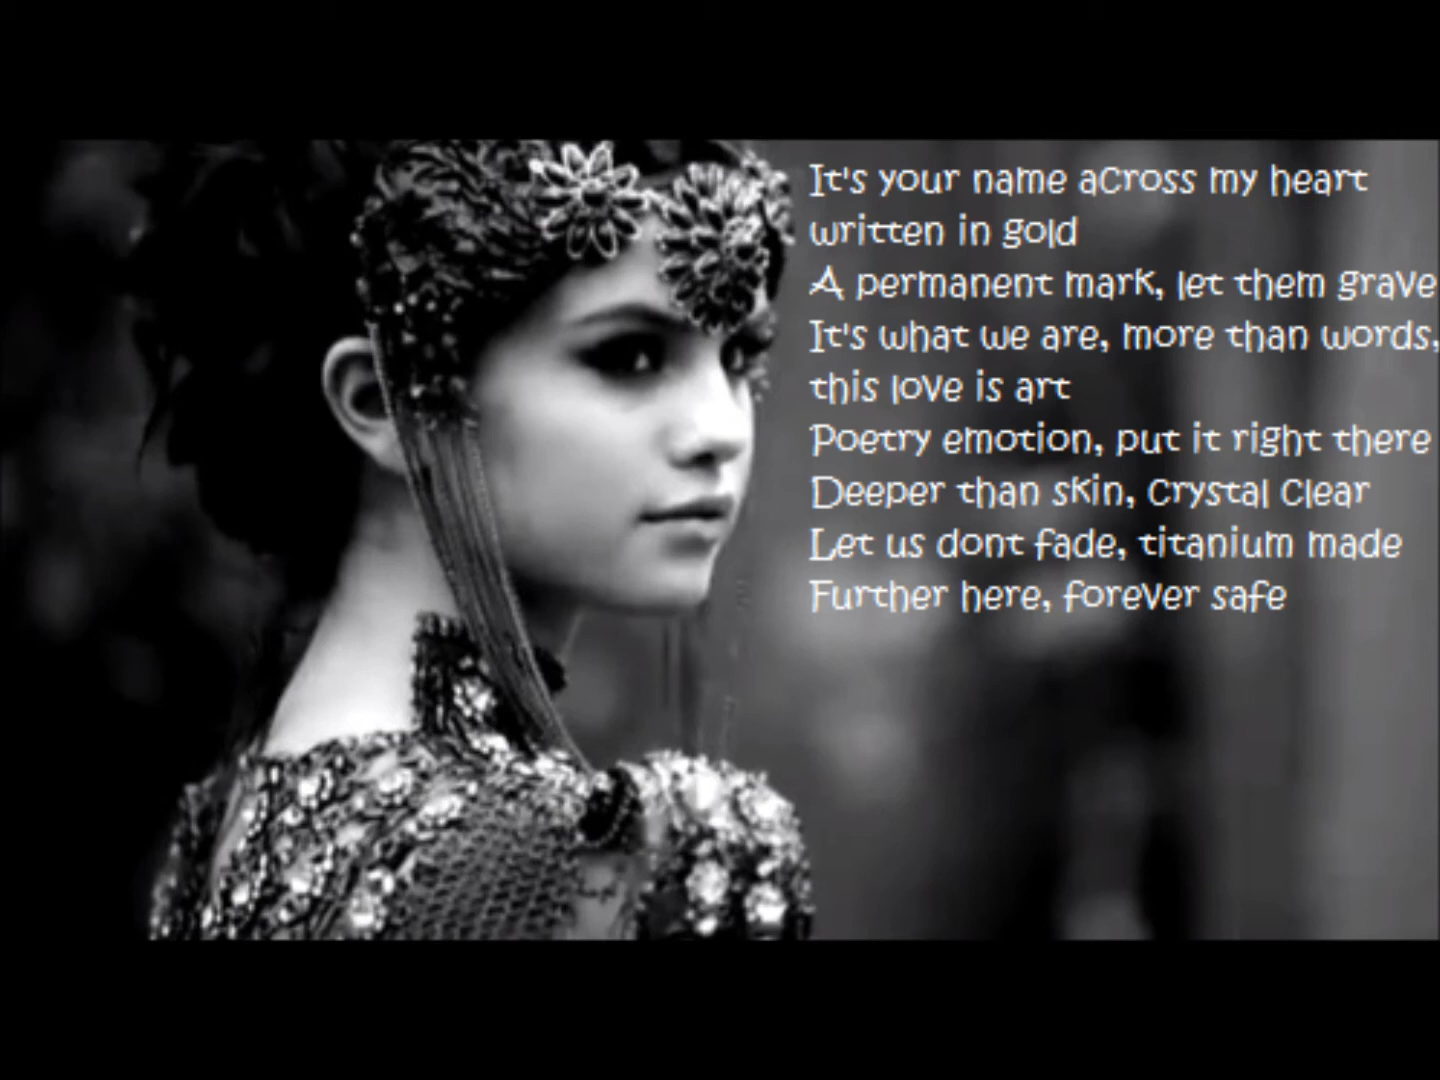 It's your name across my heart
written in gold
A permanent mark, let them grave
It's what we are, more than words,
this love is art
Poetry emotion, put it right there
Deeper than skin, crystal clear
Let us dont fade, titanium made
Further here, forever safe